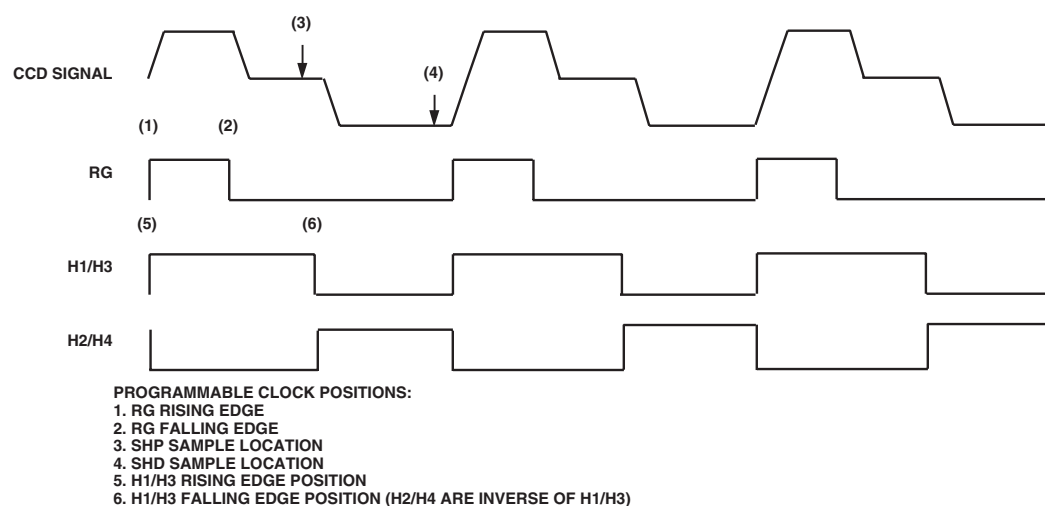 (3)
CCD SIGNAL
(4)
(1) (2)
RG
(5) (6)
H1/H3
H2/H4
PROGRAMMABLE CLOCK POSITIONS:
1. RG RISING EDGE
2. RG FALLING EDGE
3. SHP SAMPLE LOCATION
4. SHD SAMPLE LOCATION
5. H1/H3 RISING EDGE POSITION
6. H1/H3 FALLING EDGE POSITION (H2/H4 ARE INVERSE OF H1/H3)